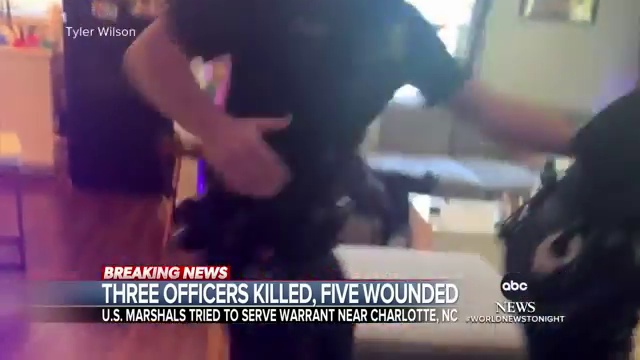 Tyler Wilson
BREAKING NEWS
THREE OFFICERS KILLED, FIVE WOUNDED
U.S. MARSHALS TRIED TO SERVE WARRANT NEAR CHARLOTTE, NC
abc
NEWS
#WORLDNEWSTONIGHT